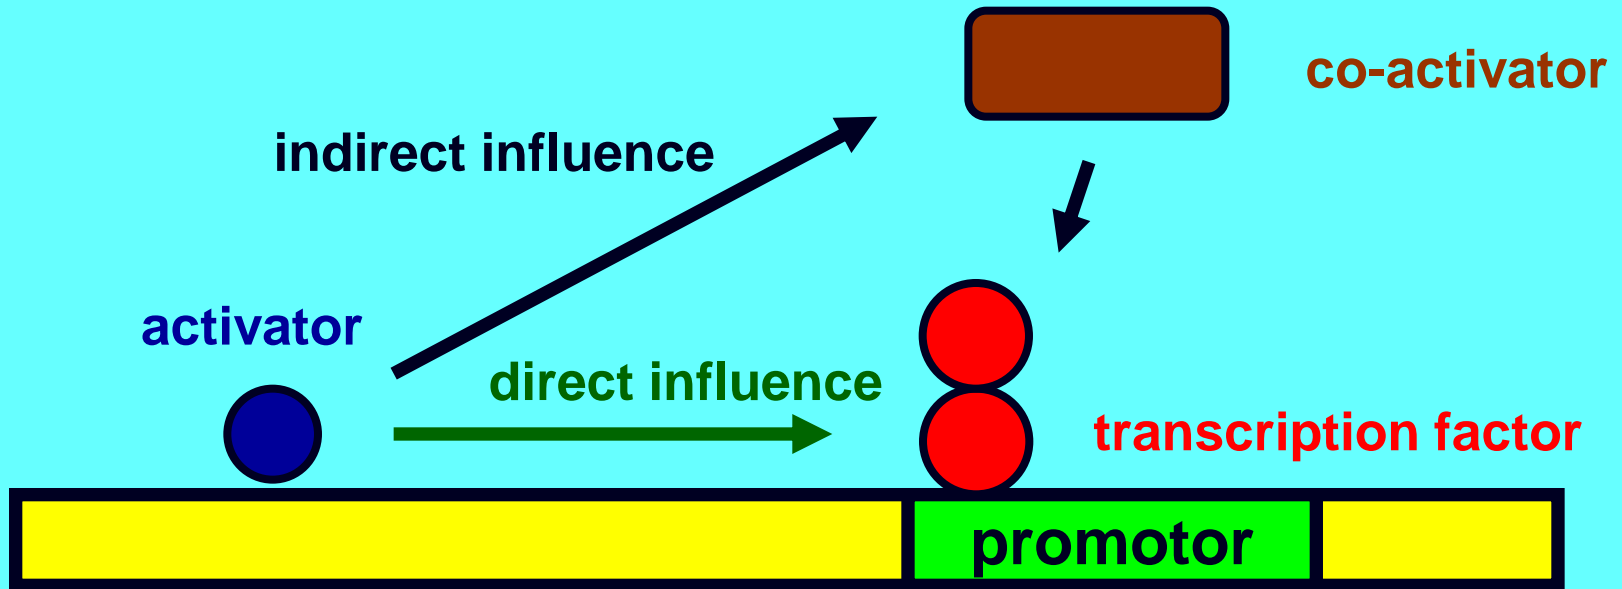 co-activator
indirect influence
activator
direct influence
transcription factor
promotor